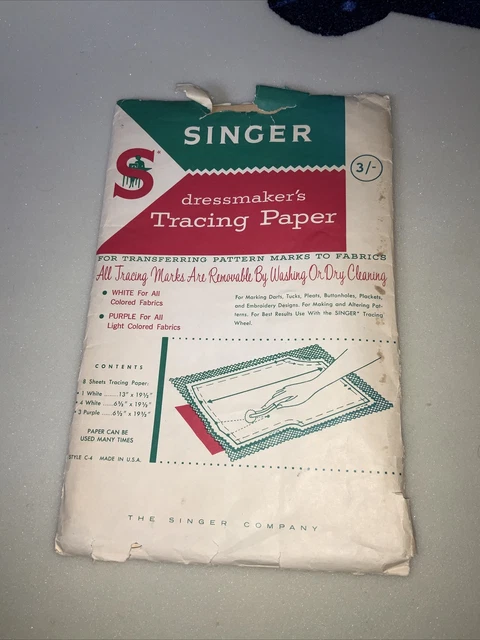 SINGER
S
3/-
dressmaker's
Tracing Paper
FOR TRANSFERRING PATTERN MARKS TO FABRICS
All Tracing Marks Are Removable By Washing Or Dry Cleaning
• WHITE For All
Colored Fabrics
• PURPLE For All
Light Colored Fabrics
For Marking Darts, Tucks, Pleats, Buttonholes, Plackets,
and Embroidery Designs. For Making and Altering Pat-
terns. For Best Results Use With the SINGER* Tracing
Wheel.
CONTENTS
8 Sheets Tracing Paper:
• 1 White ...... 13" x 19½"
• 4 White ... 6½" x 19½"
• 3 Purple ... 6½" x 19½"
PAPER CAN BE
USED MANY TIMES
STYLE C-4 MADE IN U.S.A.
THE SINGER COMPANY